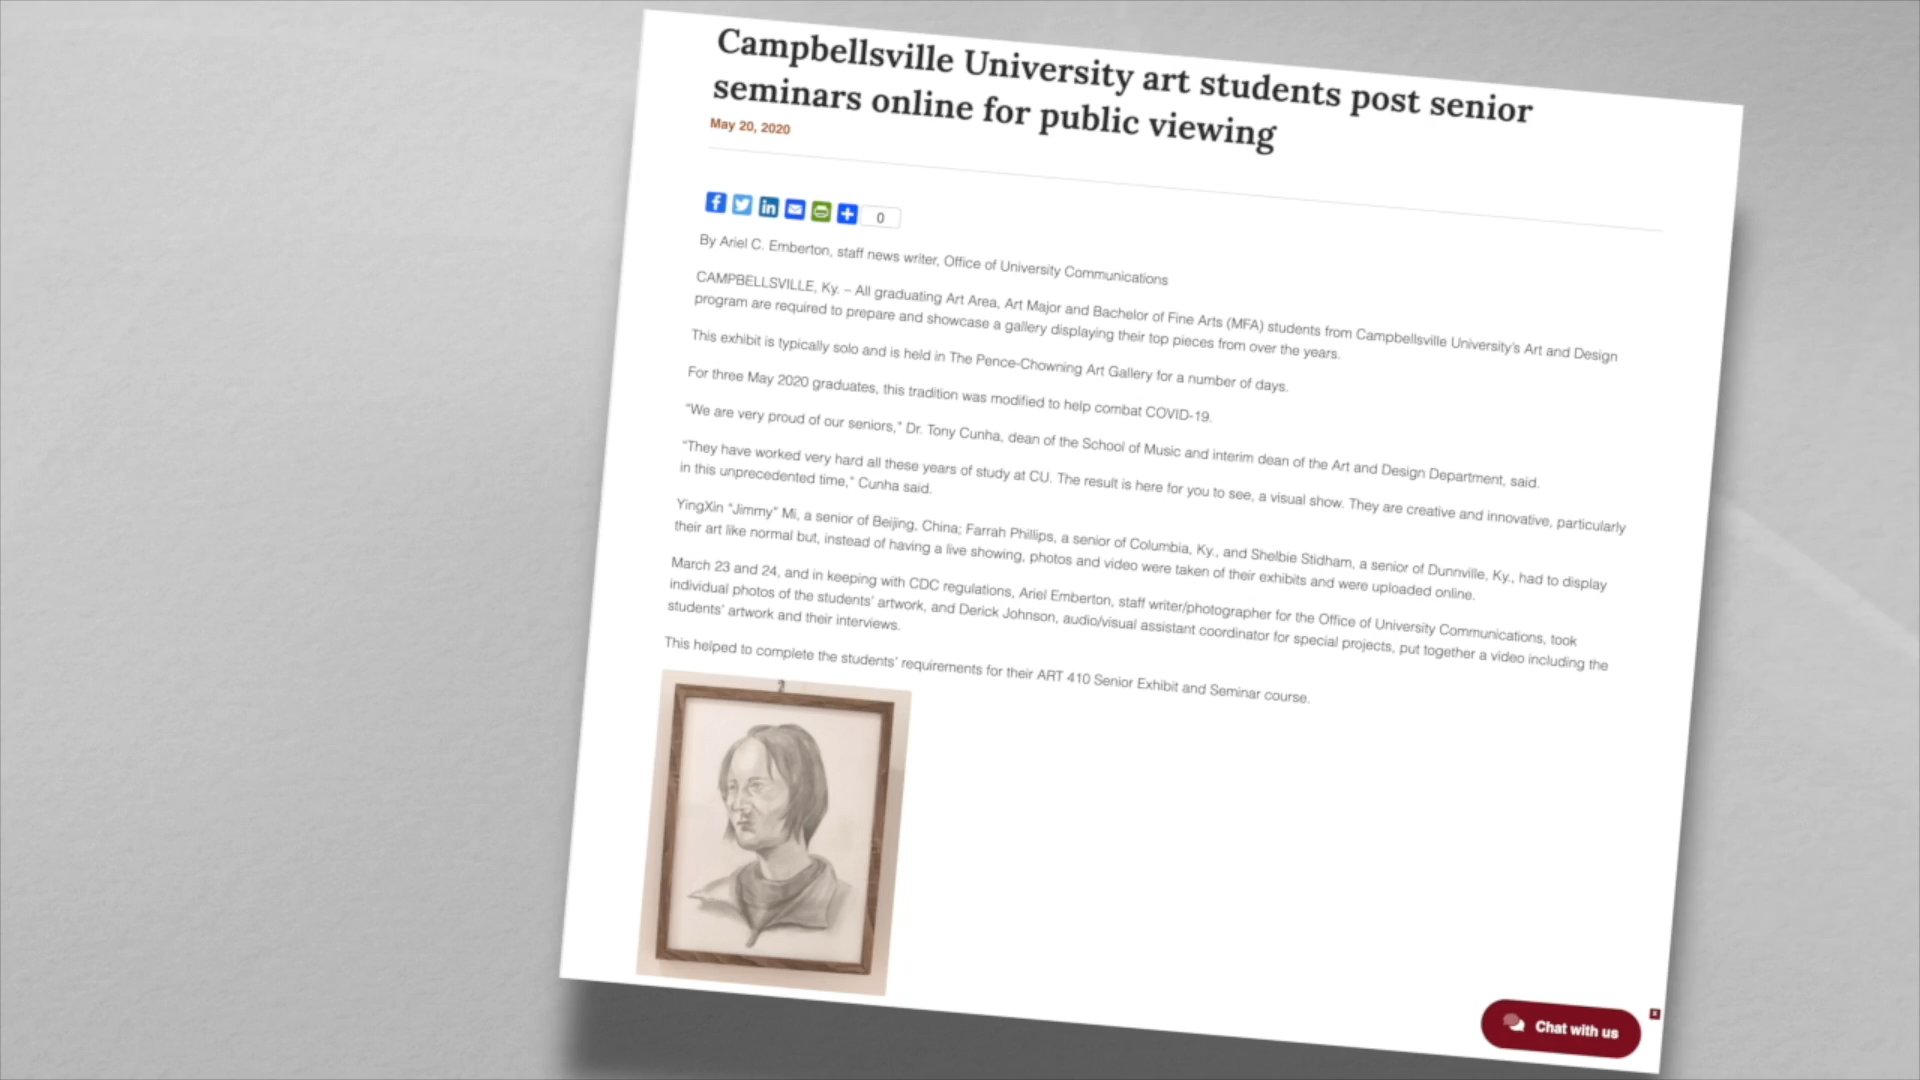 Campbellsville University art students post senior
seminars online for public viewing
May 20, 2020
0
By Ariel C. Emberton, staff news writer, Office of University Communications
CAMPBELLSVILLE, Ky. – All graduating Art Area, Art Major and Bachelor of Fine Arts (MFA) students from Campbellsville University's Art and Design
program are required to prepare and showcase a gallery displaying their top pieces from over the years.
This exhibit is typically solo and is held in The Pence-Chowning Art Gallery for a number of days.
For three May 2020 graduates, this tradition was modified to help combat COVID-19.
"We are very proud of our seniors," Dr. Tony Cunha, dean of the School of Music and interim dean of the Art and Design Department, said.
"They have worked very hard all these years of study at CU. The result is here for you to see, a visual show. They are creative and innovative, particularly
in this unprecedented time," Cunha said.
YingXin "Jimmy" Mi, a senior of Beijing, China; Farrah Phillips, a senior of Columbia, Ky., and Shelbie Stidham, a senior of Dunnville, Ky., had to display
their art like normal but, instead of having a live showing, photos and video were taken of their exhibits and were uploaded online.
March 23 and 24, and in keeping with CDC regulations, Ariel Emberton, staff writer/photographer for the Office of University Communications, took
individual photos of the students' artwork, and Derick Johnson, audio/visual assistant coordinator for special projects, put together a video including the
students' artwork and their interviews.
This helped to complete the students' requirements for their ART 410 Senior Exhibit and Seminar course.
2
Chat with us